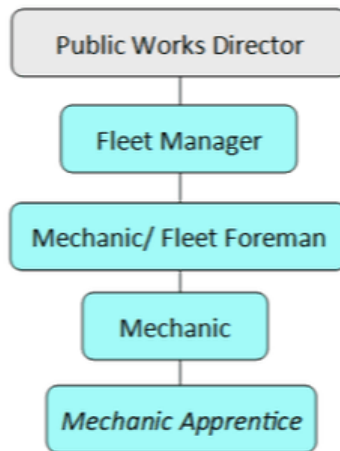 Public Works Director
Fleet Manager
Mechanic/ Fleet Foreman
Mechanic
Mechanic Apprentice